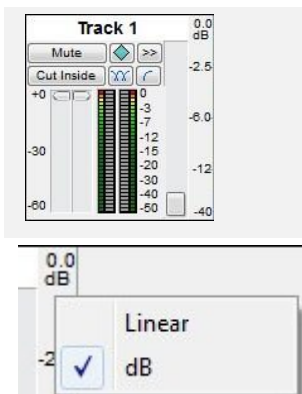 Track 1
0.0
dB
Mute
>>
-2.5
Cut Inside
+0
0
-3
-7
-6.0
-12
-30
-15
-20
-12
-30
-40
-60
-50
-40
0.0
dB
Linear
-2
dB